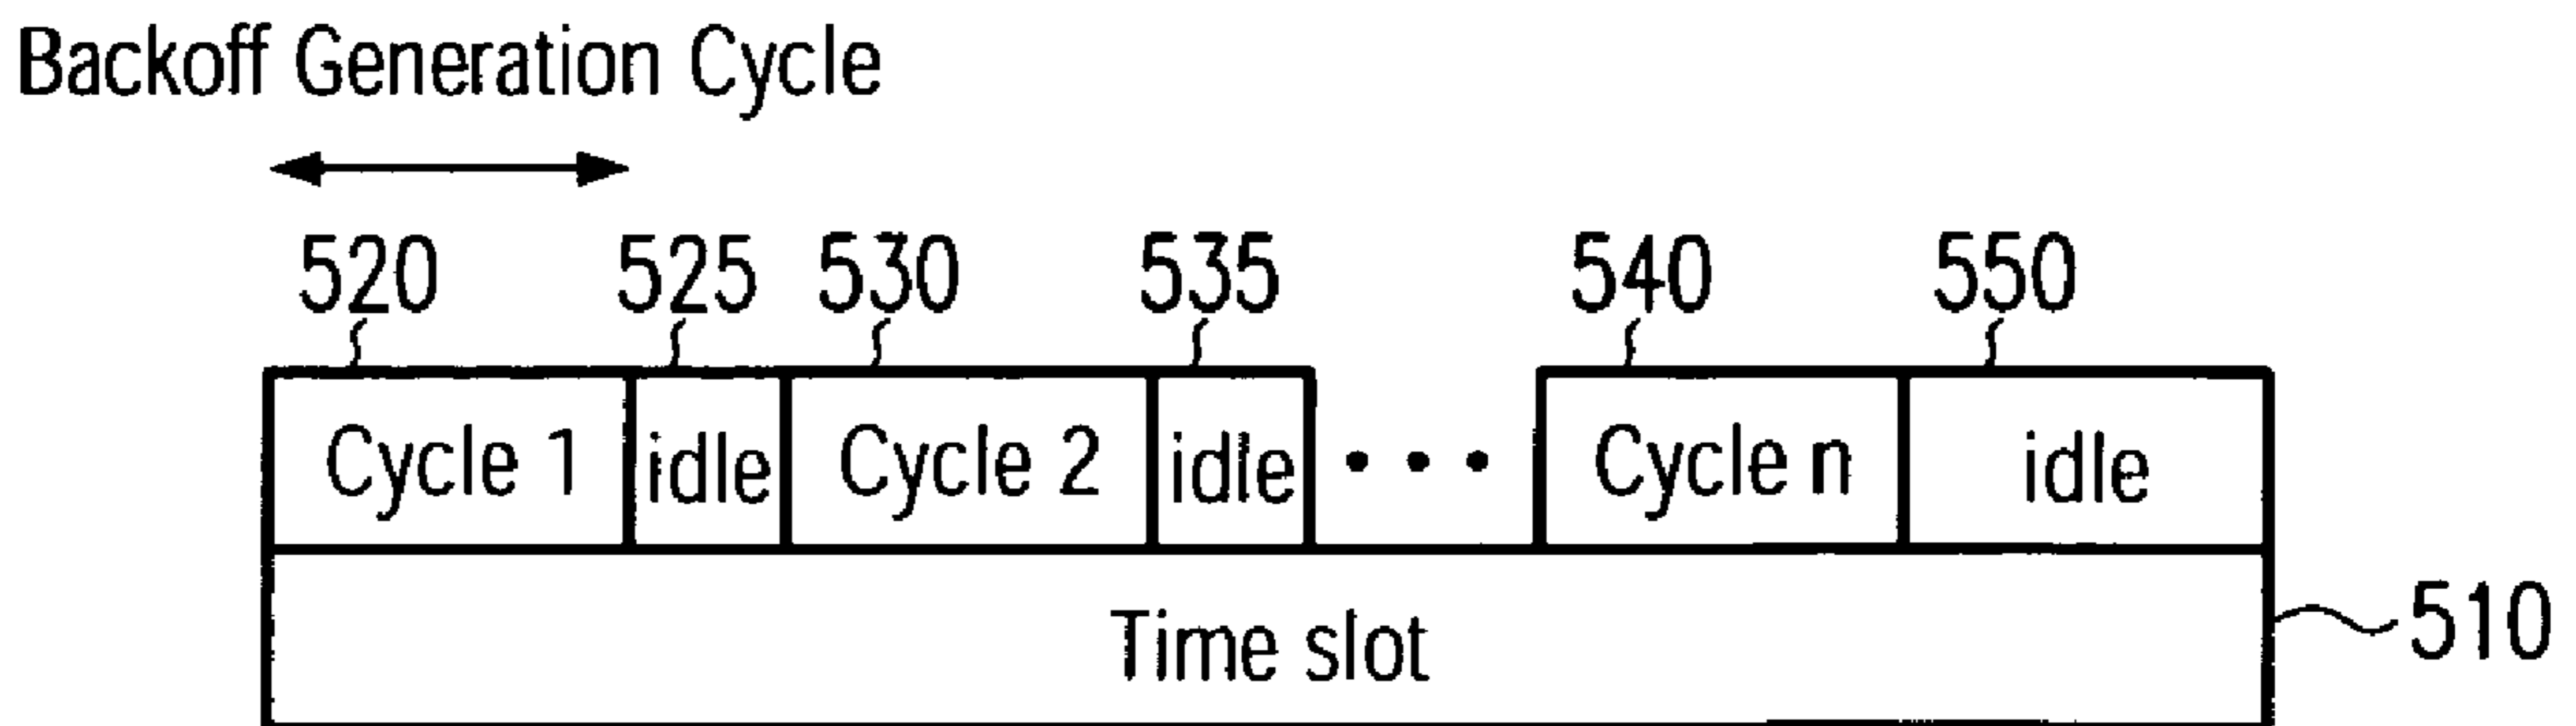 Backoff Generation Cycle
520 525 530 535 540 550
Cycle 1 idle Cycle 2 idle • • • Cycle n idle
Time slot
510